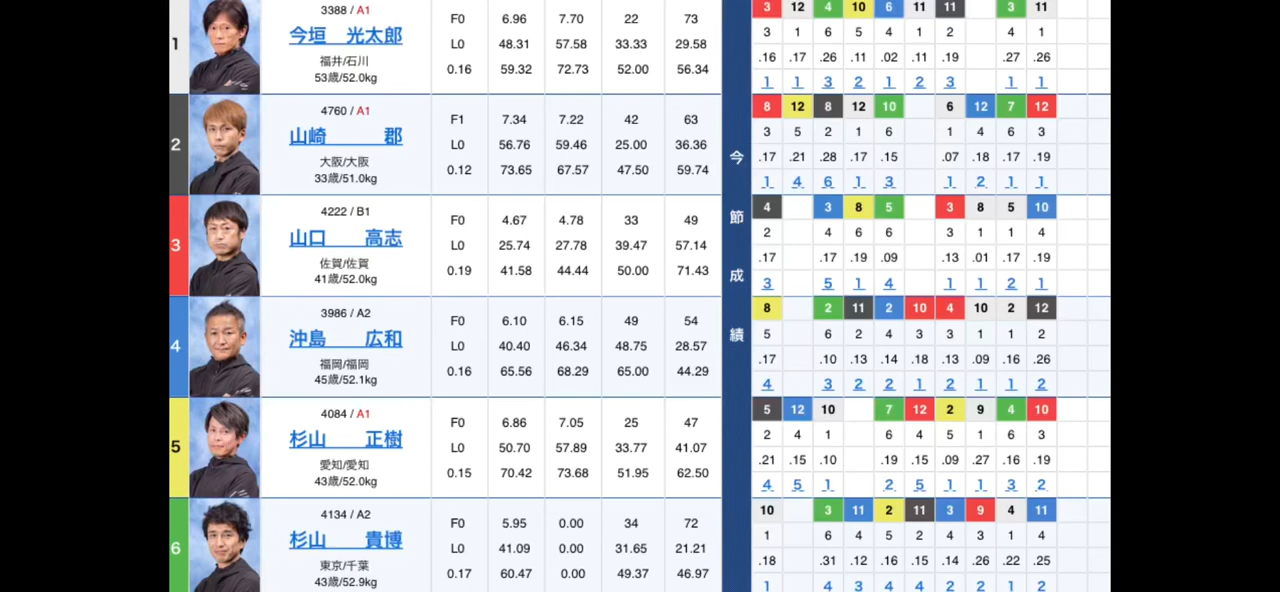 3388 / A1
1 今垣 光太郎
福井/石川
53歳/52.0kg
F0 6.96 7.70 22 73
L0 48.31 57.58 33.33 29.58
0.16 59.32 72.73 52.00 56.34
3 12 4 10 6 11 11 3 11
3 1 6 5 4 1 2 4 1
.16 .17 .26 .11 .02 .11 .19 .27 .26
1 1 3 2 1 2 3 1 1
4760 / A1
2 山崎 郡
大阪/大阪
33歳/51.0kg
F1 7.34 7.22 42 63
L0 56.76 59.46 25.00 36.36
0.12 73.65 67.57 47.50 59.74
8 12 8 12 10 6 12 7 12
3 5 2 1 6 1 4 6 3
.17 .21 .28 .17 .15 .07 .18 .17 .19
1 4 6 1 3 1 2 1 1
今節成績
4222 / B1
3 山口 高志
佐賀/佐賀
41歳/52.0kg
F0 4.67 4.78 33 49
L0 25.74 27.78 39.47 57.14
0.19 41.58 44.44 50.00 71.43
4 3 8 5 3 8 5 10
2 4 6 6 3 1 1 4
.17 .17 .19 .09 .13 .01 .17 .19
3 5 1 4 1 1 2 1
3986 / A2
4 沖島 広和
福岡/福岡
45歳/52.1kg
F0 6.10 6.15 49 54
L0 40.40 46.34 48.75 28.57
0.16 65.56 68.29 65.00 44.29
8 2 11 2 10 4 10 2 12
5 6 2 4 3 3 1 1 2
.17 .10 .13 .14 .18 .13 .09 .16 .26
4 3 2 2 1 2 1 1 2
4084 / A1
5 杉山 正樹
愛知/愛知
43歳/52.0kg
F0 6.86 7.05 25 47
L0 50.70 57.89 33.77 41.07
0.15 70.42 73.68 51.95 62.50
5 12 10 7 12 2 9 4 10
2 4 1 6 4 5 1 6 3
.21 .15 .10 .19 .15 .09 .27 .16 .19
4 5 1 2 5 1 1 3 2
4134 / A2
6 杉山 貴博
東京/千葉
43歳/52.9kg
F0 5.95 0.00 34 72
L0 41.09 0.00 31.65 21.21
0.17 60.47 0.00 49.37 46.97
10 3 11 2 11 3 9 4 11
1 6 4 5 2 4 3 1 4
.18 .31 .12 .16 .15 .14 .26 .22 .25
1 4 3 4 4 2 2 1 2